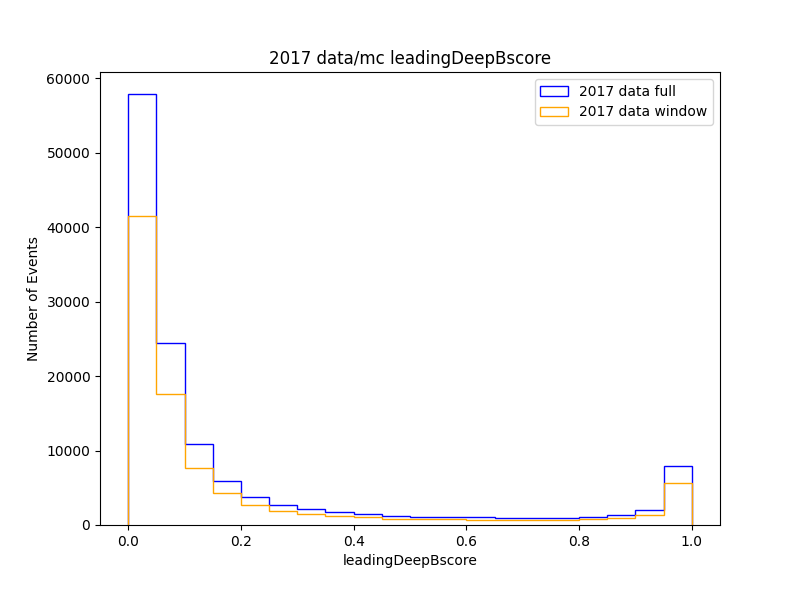 2017 data/mc leadingDeepBscore
2017 data full
2017 data window
Number of Events
60000
50000
40000
30000
20000
10000
0
0.0 0.2 0.4 0.6 0.8 1.0
leadingDeepBscore